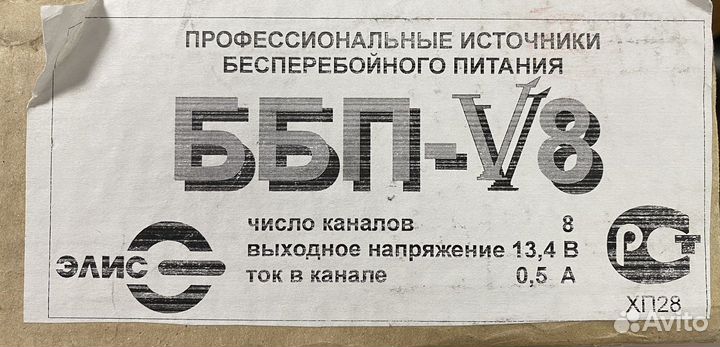 ПРОФЕССИОНАЛЬНЫЕ ИСТОЧНИКИ
БЕСПЕРЕБОЙНОГО ПИТАНИЯ
ББП-V8
число каналов 8
выходное напряжение 13,4 В
ток в канале 0,5 А
ЭЛИС
РСТ
ХП28
Avito